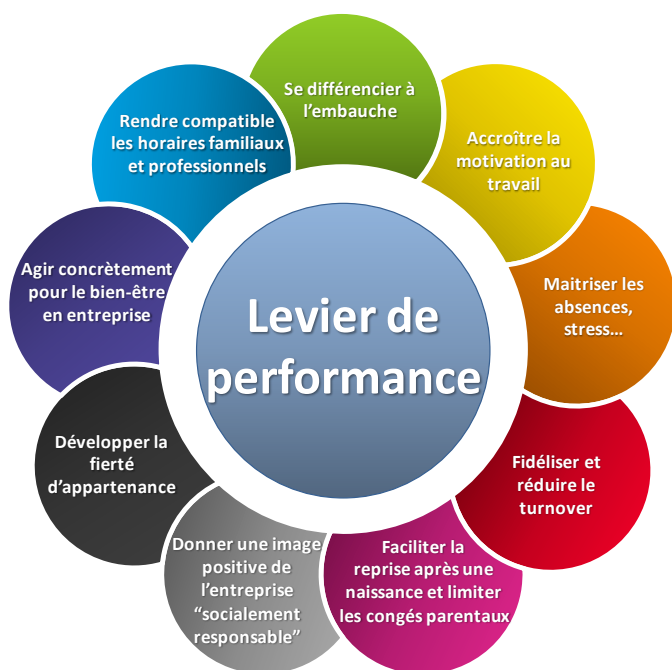 Se différencier à
l'embauche
Accroître la
motivation au
travail
Maitriser les
absences,
stress...
Fidéliser et
réduire le
turnover
Faciliter la
reprise après une
naissance et limiter
les congés parentaux
Donner une image
positive de
l'entreprise
“socialement
responsable”
Développer la
fierté
d'appartenance
Agir concrètement
pour le bien-être
en entreprise
Rendre compatible
les horaires familiaux
et professionnels
Levier de
performance